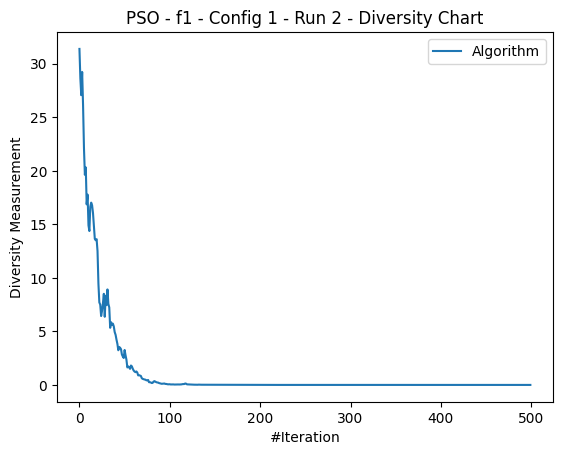 PSO - f1 - Config 1 - Run 2 - Diversity Chart
Algorithm
Diversity Measurement
30
25
20
15
10
5
0
0 100 200 300 400 500
#Iteration